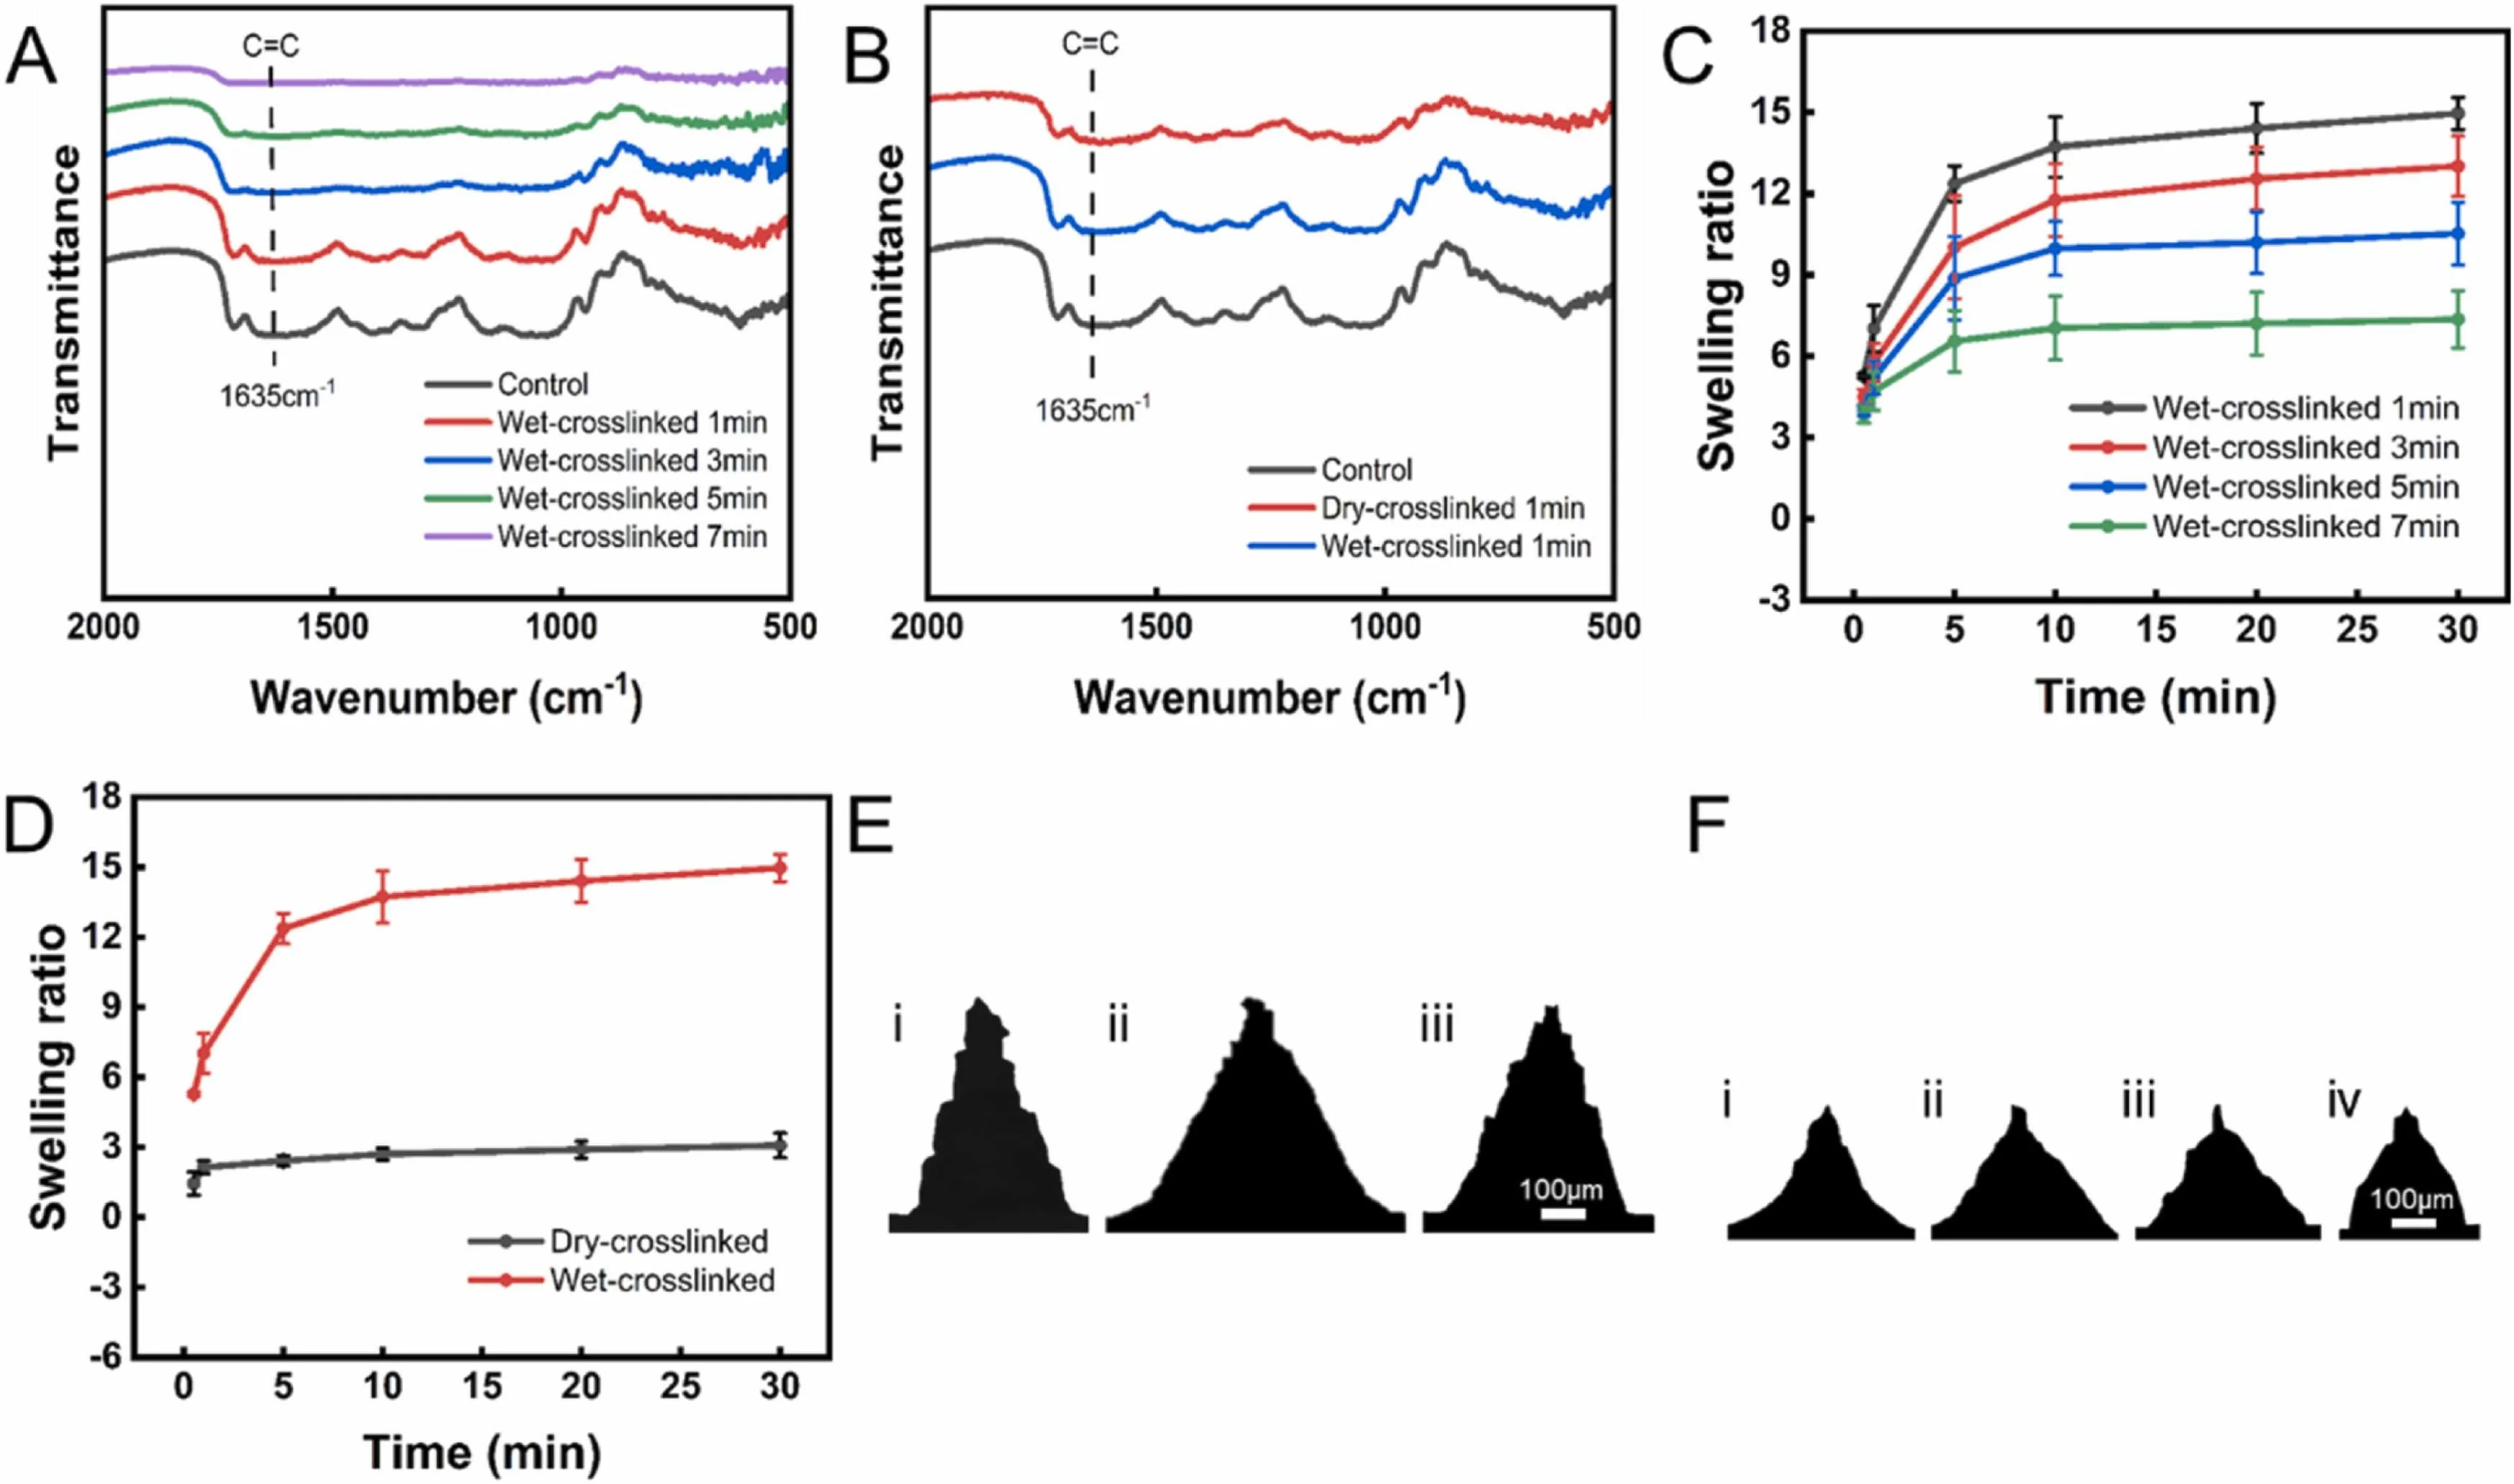 A
C=C
1635cm⁻¹
Transmittance
Control
Wet-crosslinked 1min
Wet-crosslinked 3min
Wet-crosslinked 5min
Wet-crosslinked 7min
2000 1500 1000 500
Wavenumber (cm⁻¹)
B
C=C
1635cm⁻¹
Transmittance
Control
Dry-crosslinked 1min
Wet-crosslinked 1min
2000 1500 1000 500
Wavenumber (cm⁻¹)
C
18
15
12
9
6
3
0
-3
Swelling ratio
Wet-crosslinked 1min
Wet-crosslinked 3min
Wet-crosslinked 5min
Wet-crosslinked 7min
0 5 10 15 20 25 30
Time (min)
D
18
15
12
9
6
3
0
-3
-6
Swelling ratio
Dry-crosslinked
Wet-crosslinked
0 5 10 15 20 25 30
Time (min)
E
i ii iii
100μm
F
i ii iii iv
100μm